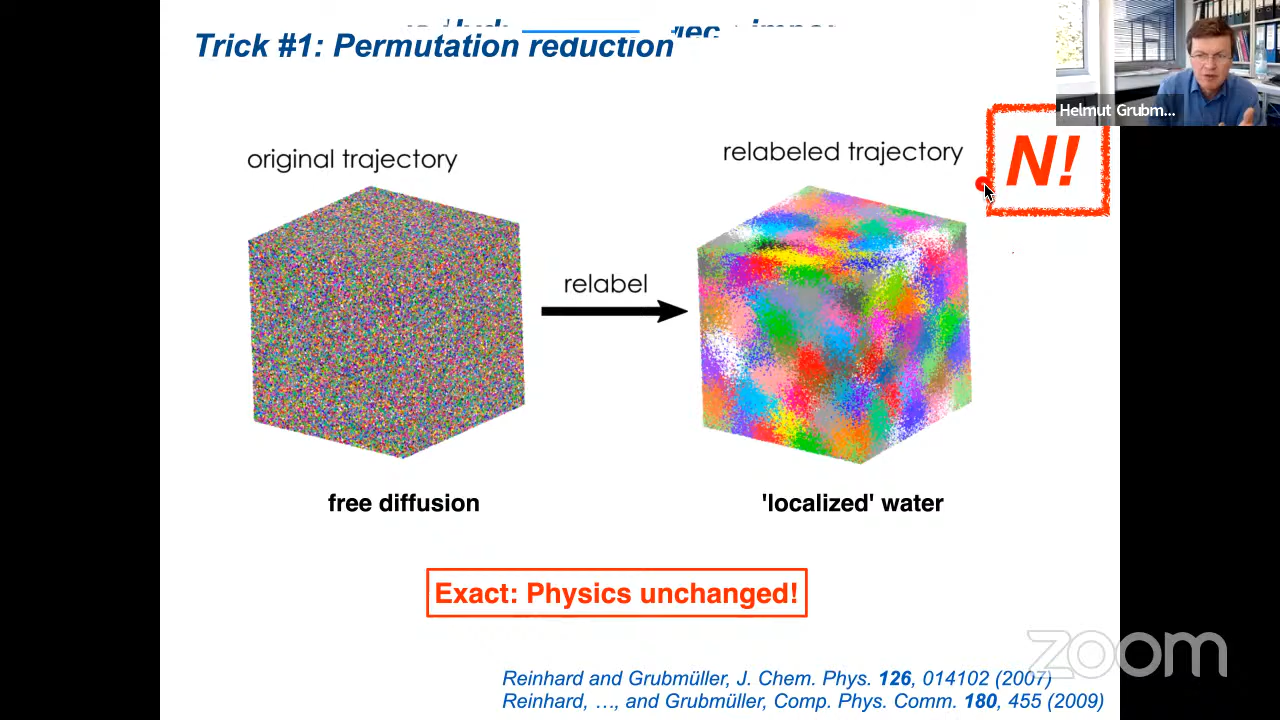 Trick #1: Permutation reduction
Helmut Grubm...
N!
original trajectory
relabeled trajectory
relabel
free diffusion
'localized' water
Exact: Physics unchanged!
zoom
Reinhard and Grubmüller, J. Chem. Phys. 126, 014102 (2007)
Reinhard, …, and Grubmüller, Comp. Phys. Comm. 180, 455 (2009)